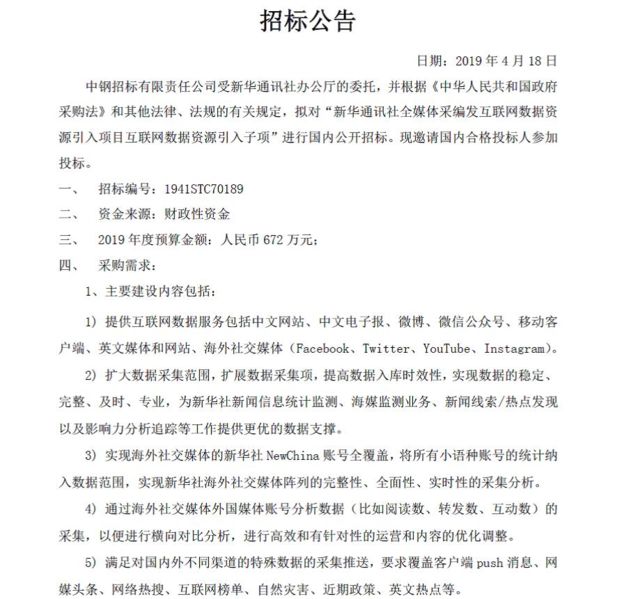 招标公告
日期：2019 年 4 月 18 日
中钢招标有限责任公司受新华通讯社办公厅的委托，并根据《中华人民共和国政府
采购法》和其他法律、法规的有关规定，拟对“新华通讯社全媒体采编发互联网数据资
源引入项目互联网数据资源引入子项”进行国内公开招标。现邀请国内合格投标人参加
投标。
一、 招标编号：1941STC70189
二、 资金来源：财政性资金
三、 2019 年度预算金额：人民币 672 万元；
四、 采购需求：
1、主要建设内容包括：
1) 提供互联网数据服务包括中文网站、中文电子报、微博、微信公众号、移动客
户端、英文媒体和网站、海外社交媒体（Facebook、Twitter、YouTube、Instagram）。
2) 扩大数据采集范围，扩展数据采集项，提高数据入库时效性，实现数据的稳定、
完整、及时、专业，为新华社新闻信息统计监测、海媒监测业务、新闻线索/热点发现
以及影响力分析追踪等工作提供更优的数据支撑。
3) 实现海外社交媒体的新华社 NewChina 账号全覆盖，将所有小语种账号的统计纳
入数据范围，实现新华社海外社交媒体阵列的完整性、全面性、实时性的采集分析。
4) 通过海外社交媒体外国媒体账号分析数据（比如阅读数、转发数、互动数）的
采集，以便进行横向对比分析，进行高效和有针对性的运营和内容的优化调整。
5) 满足对国内外不同渠道的特殊数据的采集推送，要求覆盖客户端 push 消息、网
媒头条、网络热搜、互联网榜单、自然灾害、近期政策、英文热点等。